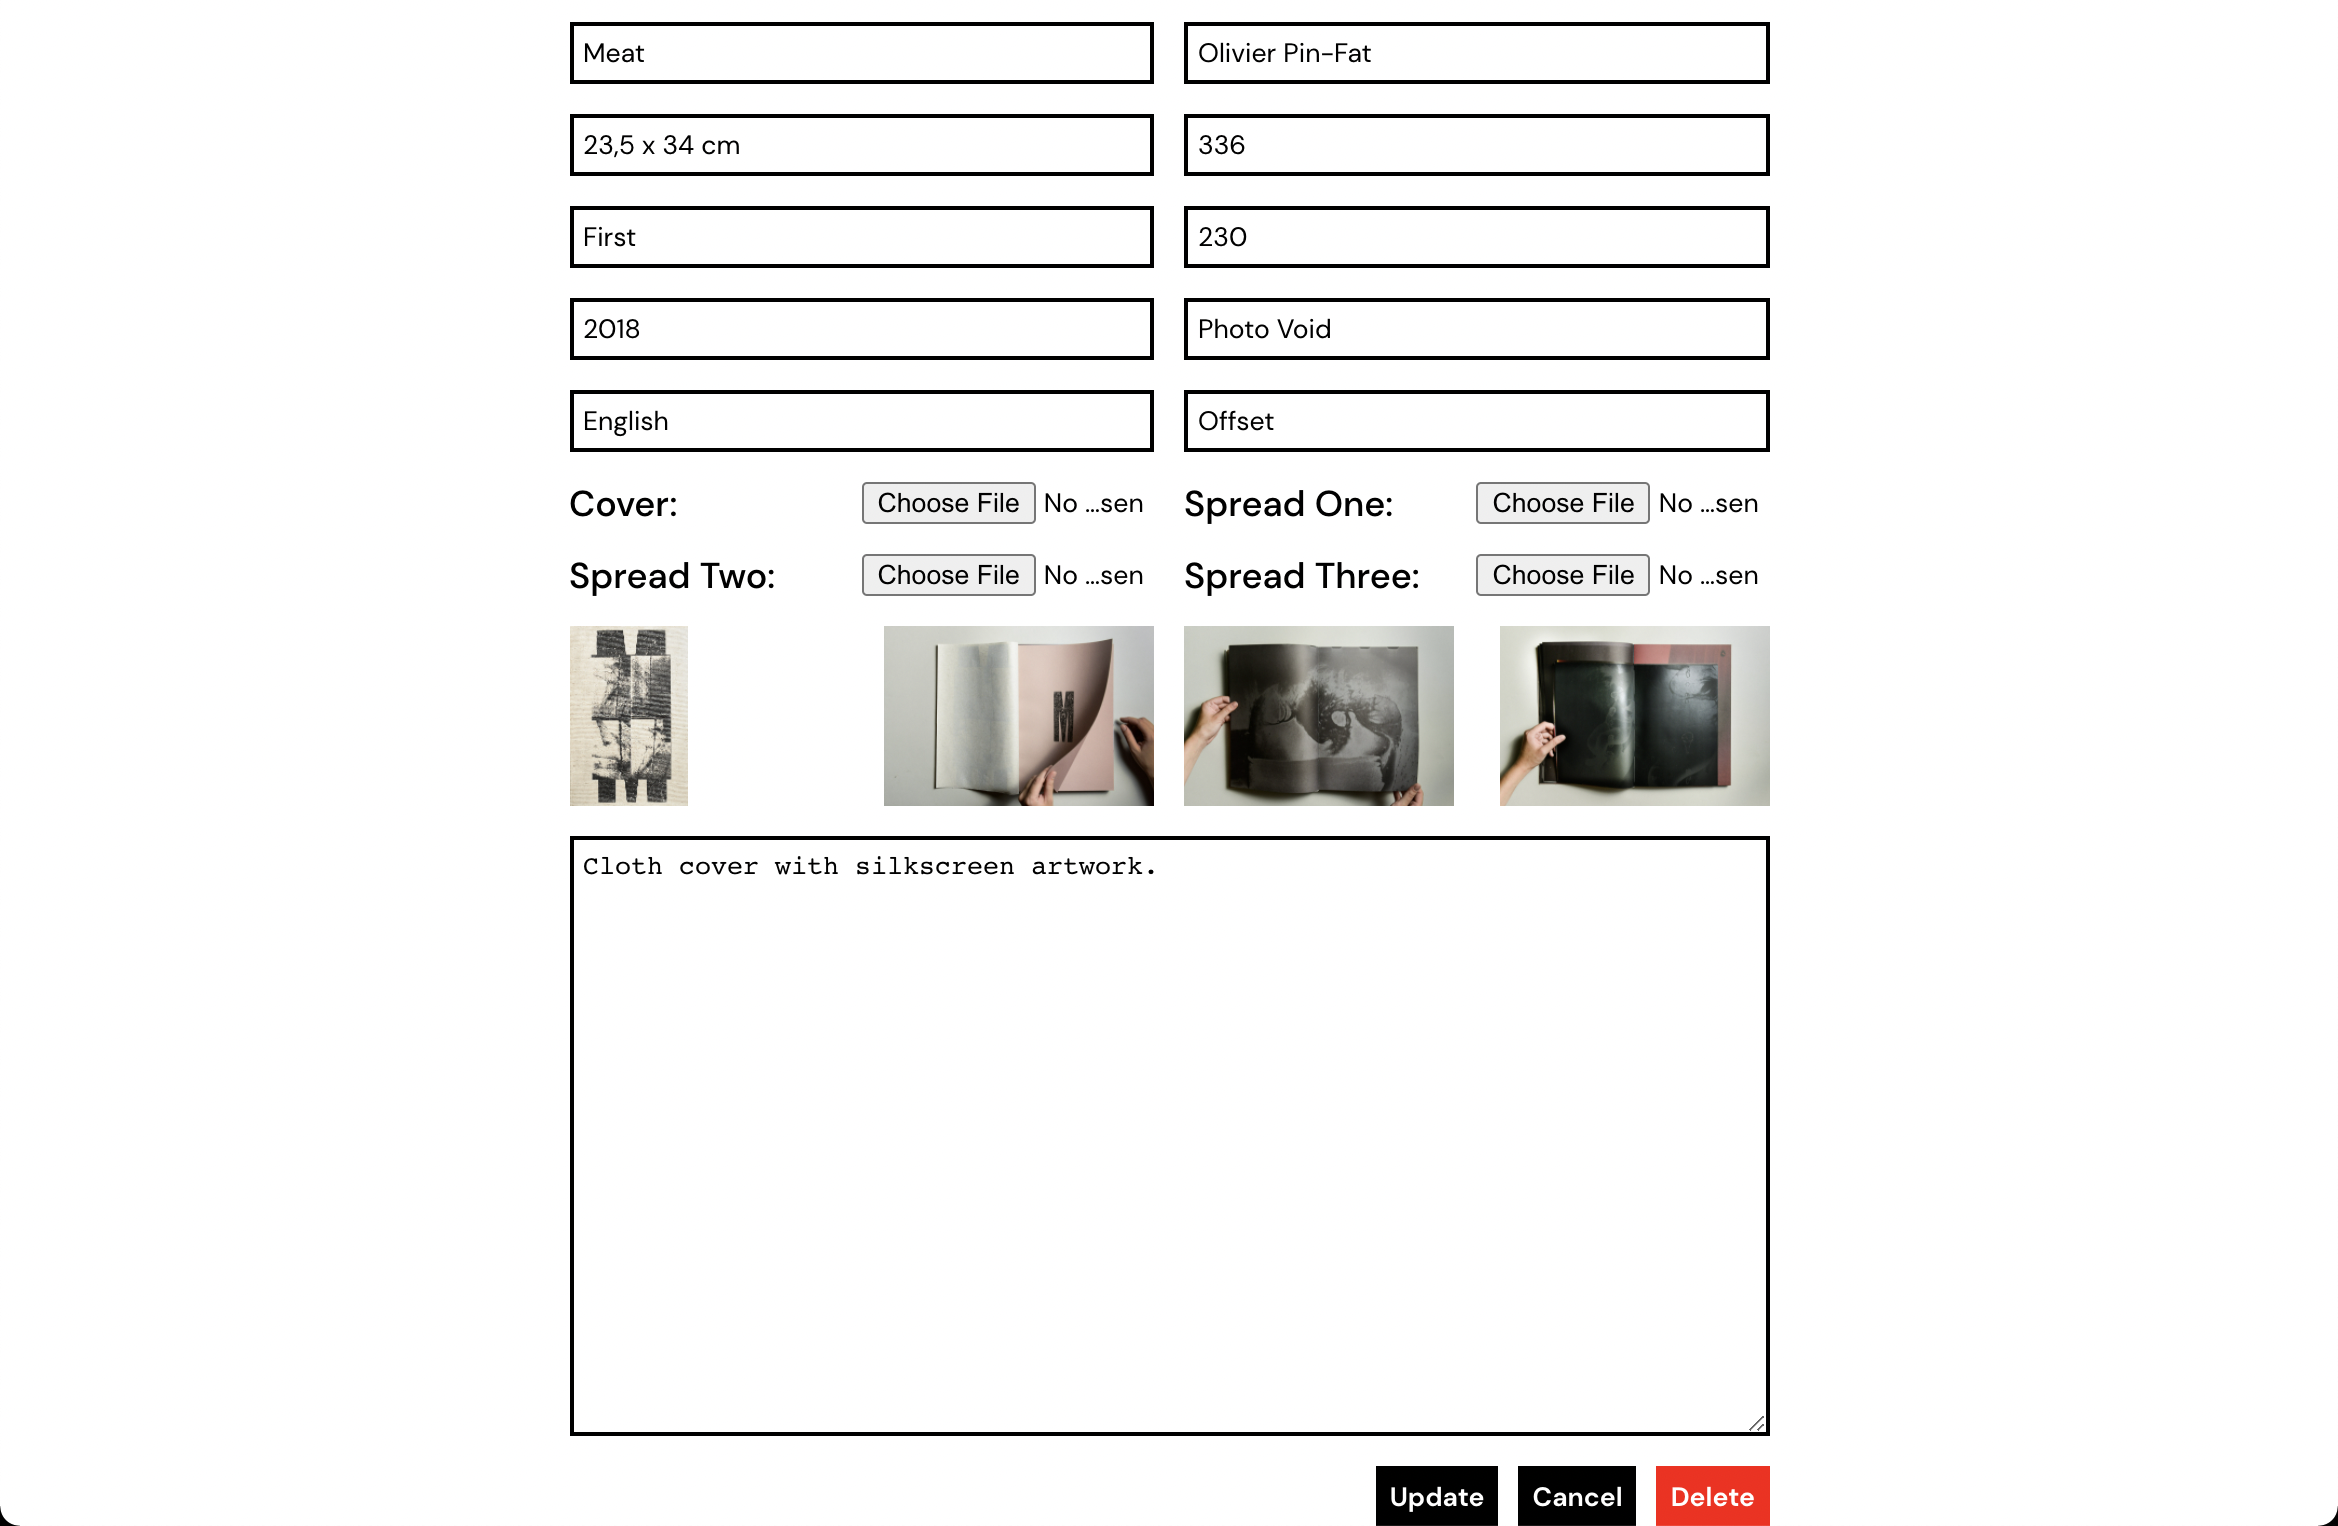 Meat
Olivier Pin-Fat
23,5 x 34 cm
336
First
230
2018
Photo Void
English
Offset
Cover: Choose File No ...sen
Spread One: Choose File No ...sen
Spread Two: Choose File No ...sen
Spread Three: Choose File No ...sen
M
Cloth cover with silkscreen artwork.
Update Cancel Delete